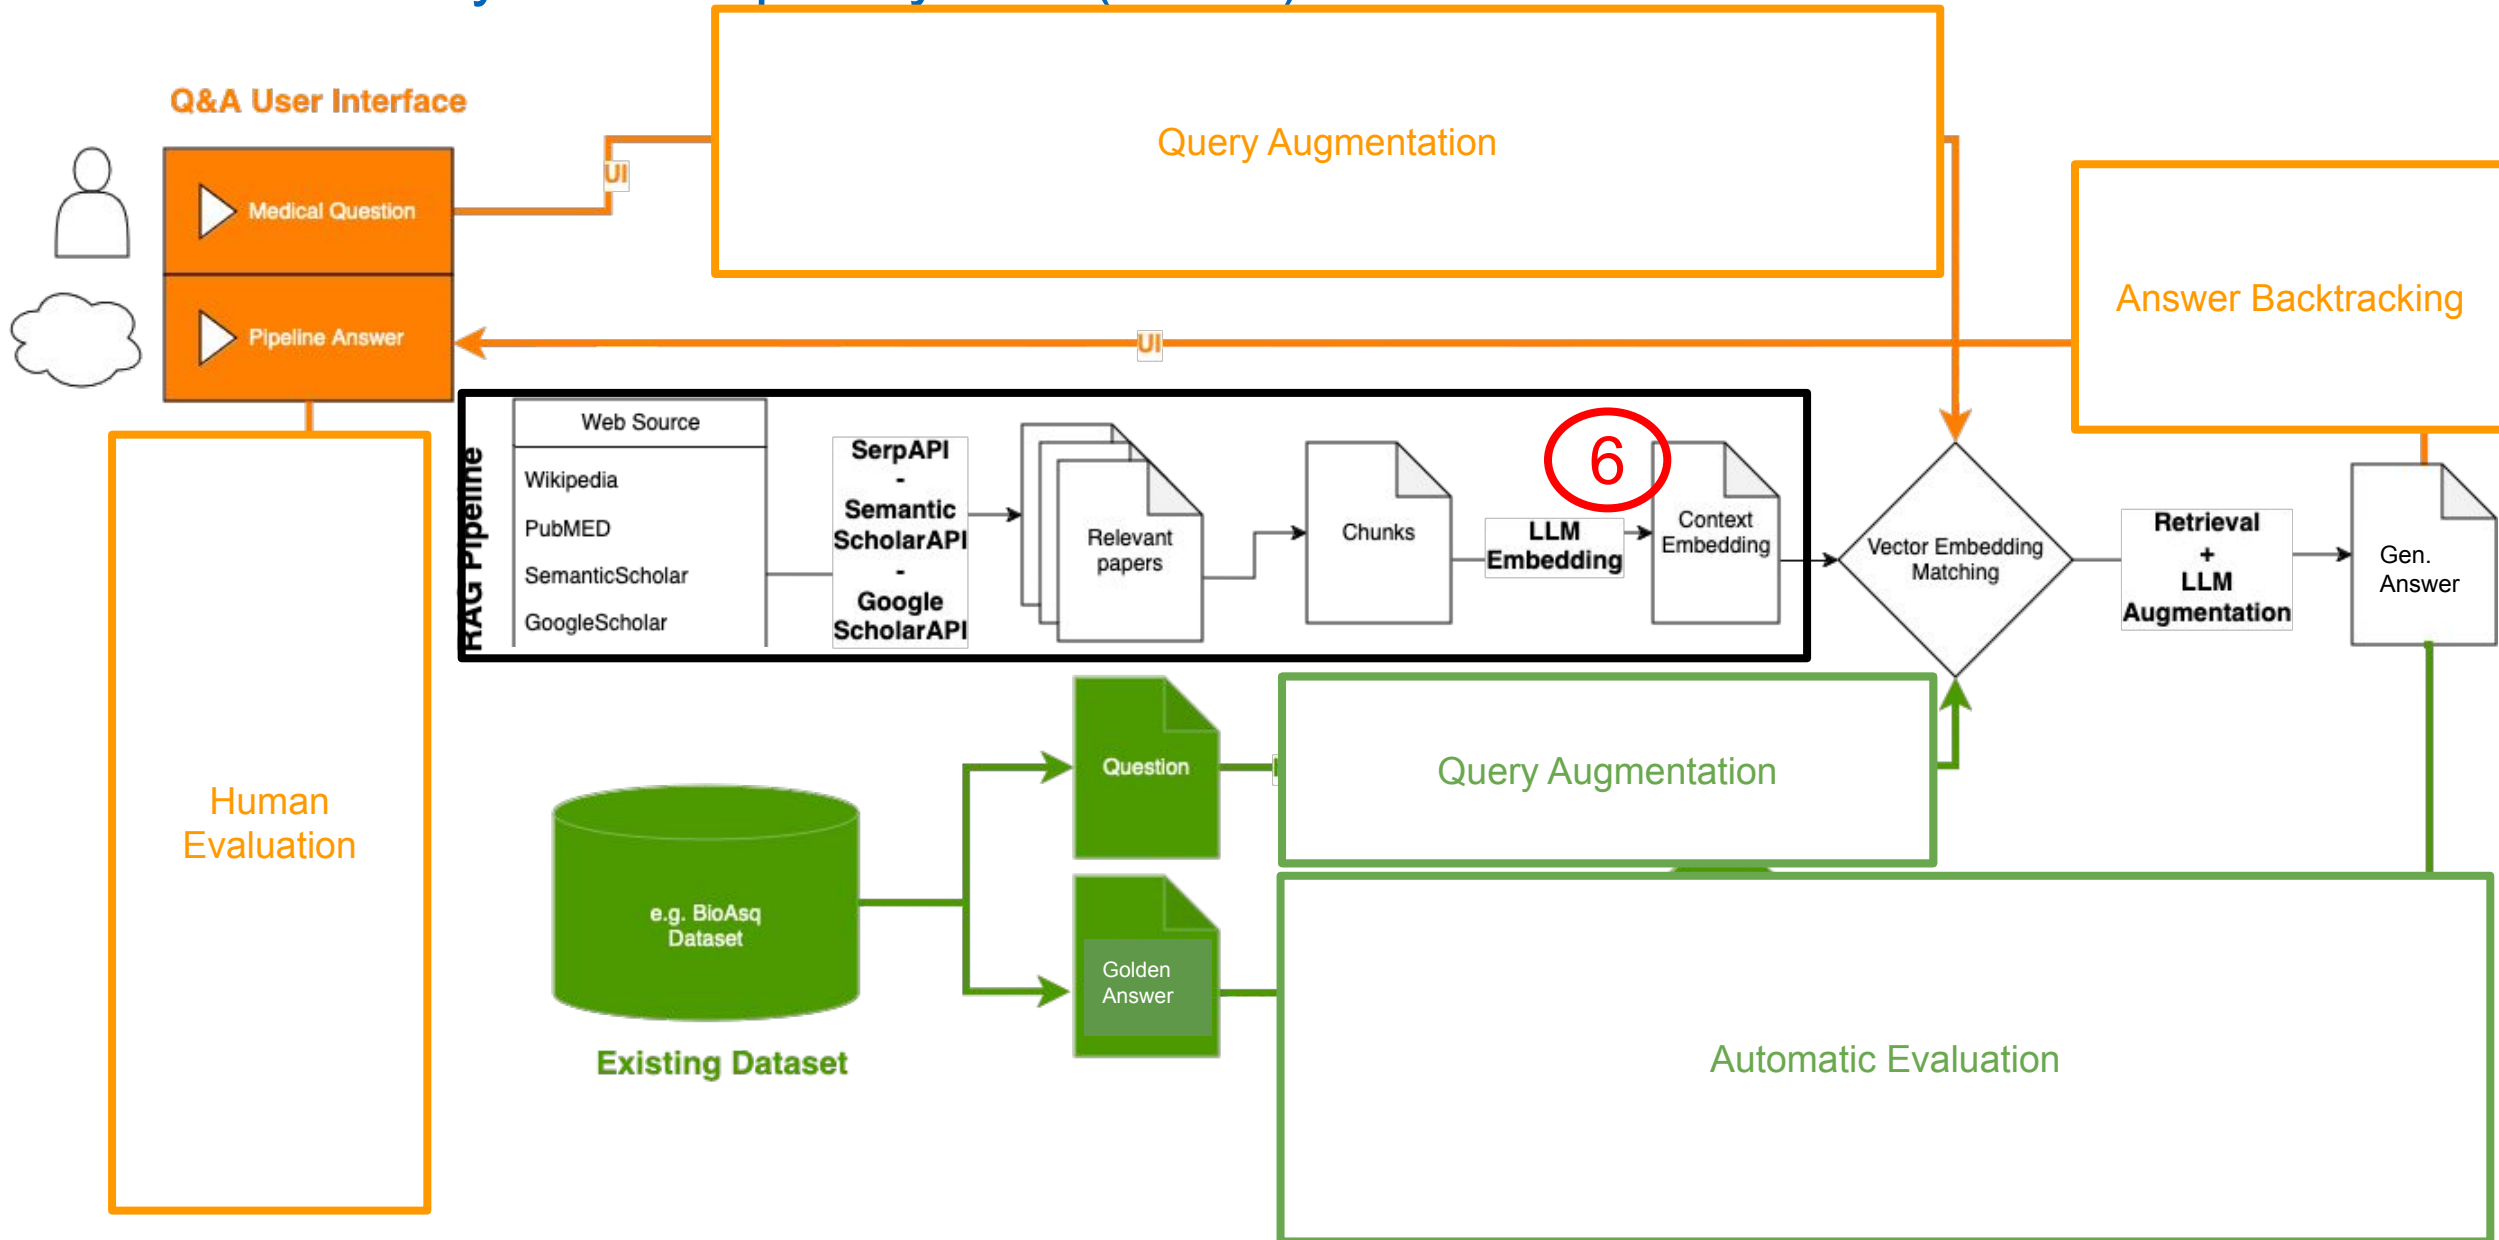 Query Augmentation
Q&A User Interface
UI
Medical Question
Answer Backtracking
Pipeline Answer
UI
RAG Pipeline
Web Source
Wikipedia
PubMED
SemanticScholar
GoogleScholar
SerpAPI
-
Semantic
ScholarAPI
-
Google
ScholarAPI
Relevant
papers
Chunks
6
LLM
Embedding
Context
Embedding
Vector Embedding
Matching
Retrieval
+
LLM
Augmentation
Gen.
Answer
Human
Evaluation
e.g. BioAsq
Dataset
Existing Dataset
Question
Query Augmentation
Golden
Answer
Automatic Evaluation